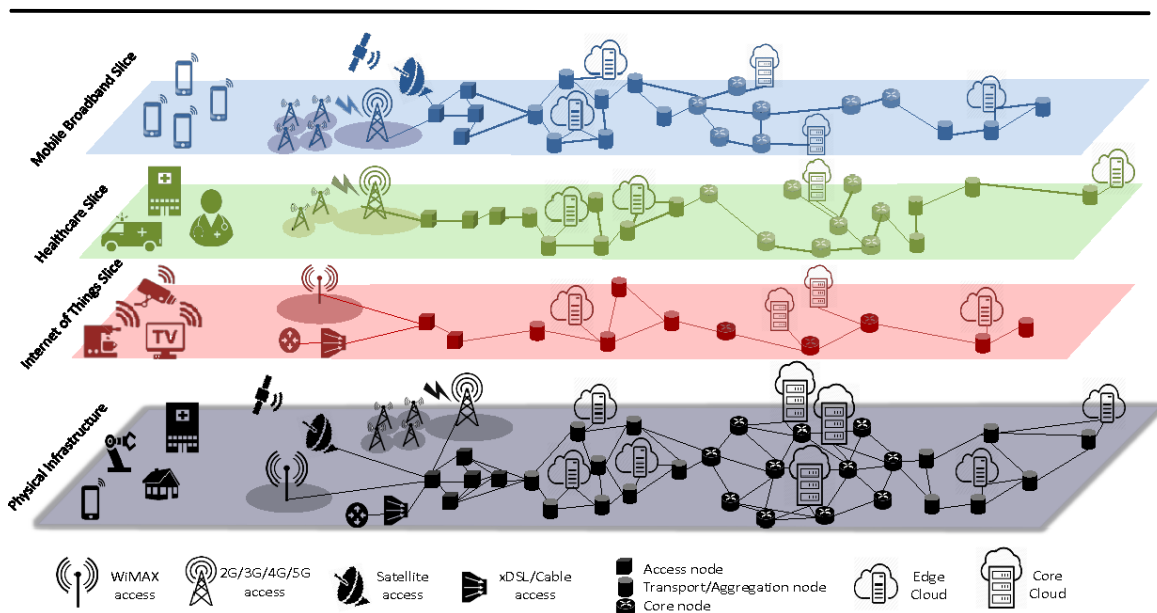 Mobile Broadband Slice
Healthcare Slice
Internet of Things Slice
TV
Physical Infrastructure
WiMAX
access
2G/3G/4G/5G
access
Satellite
access
xDSL/Cable
access
Access node
Transport/Aggregation node
Core node
Edge
Cloud
Core
Cloud